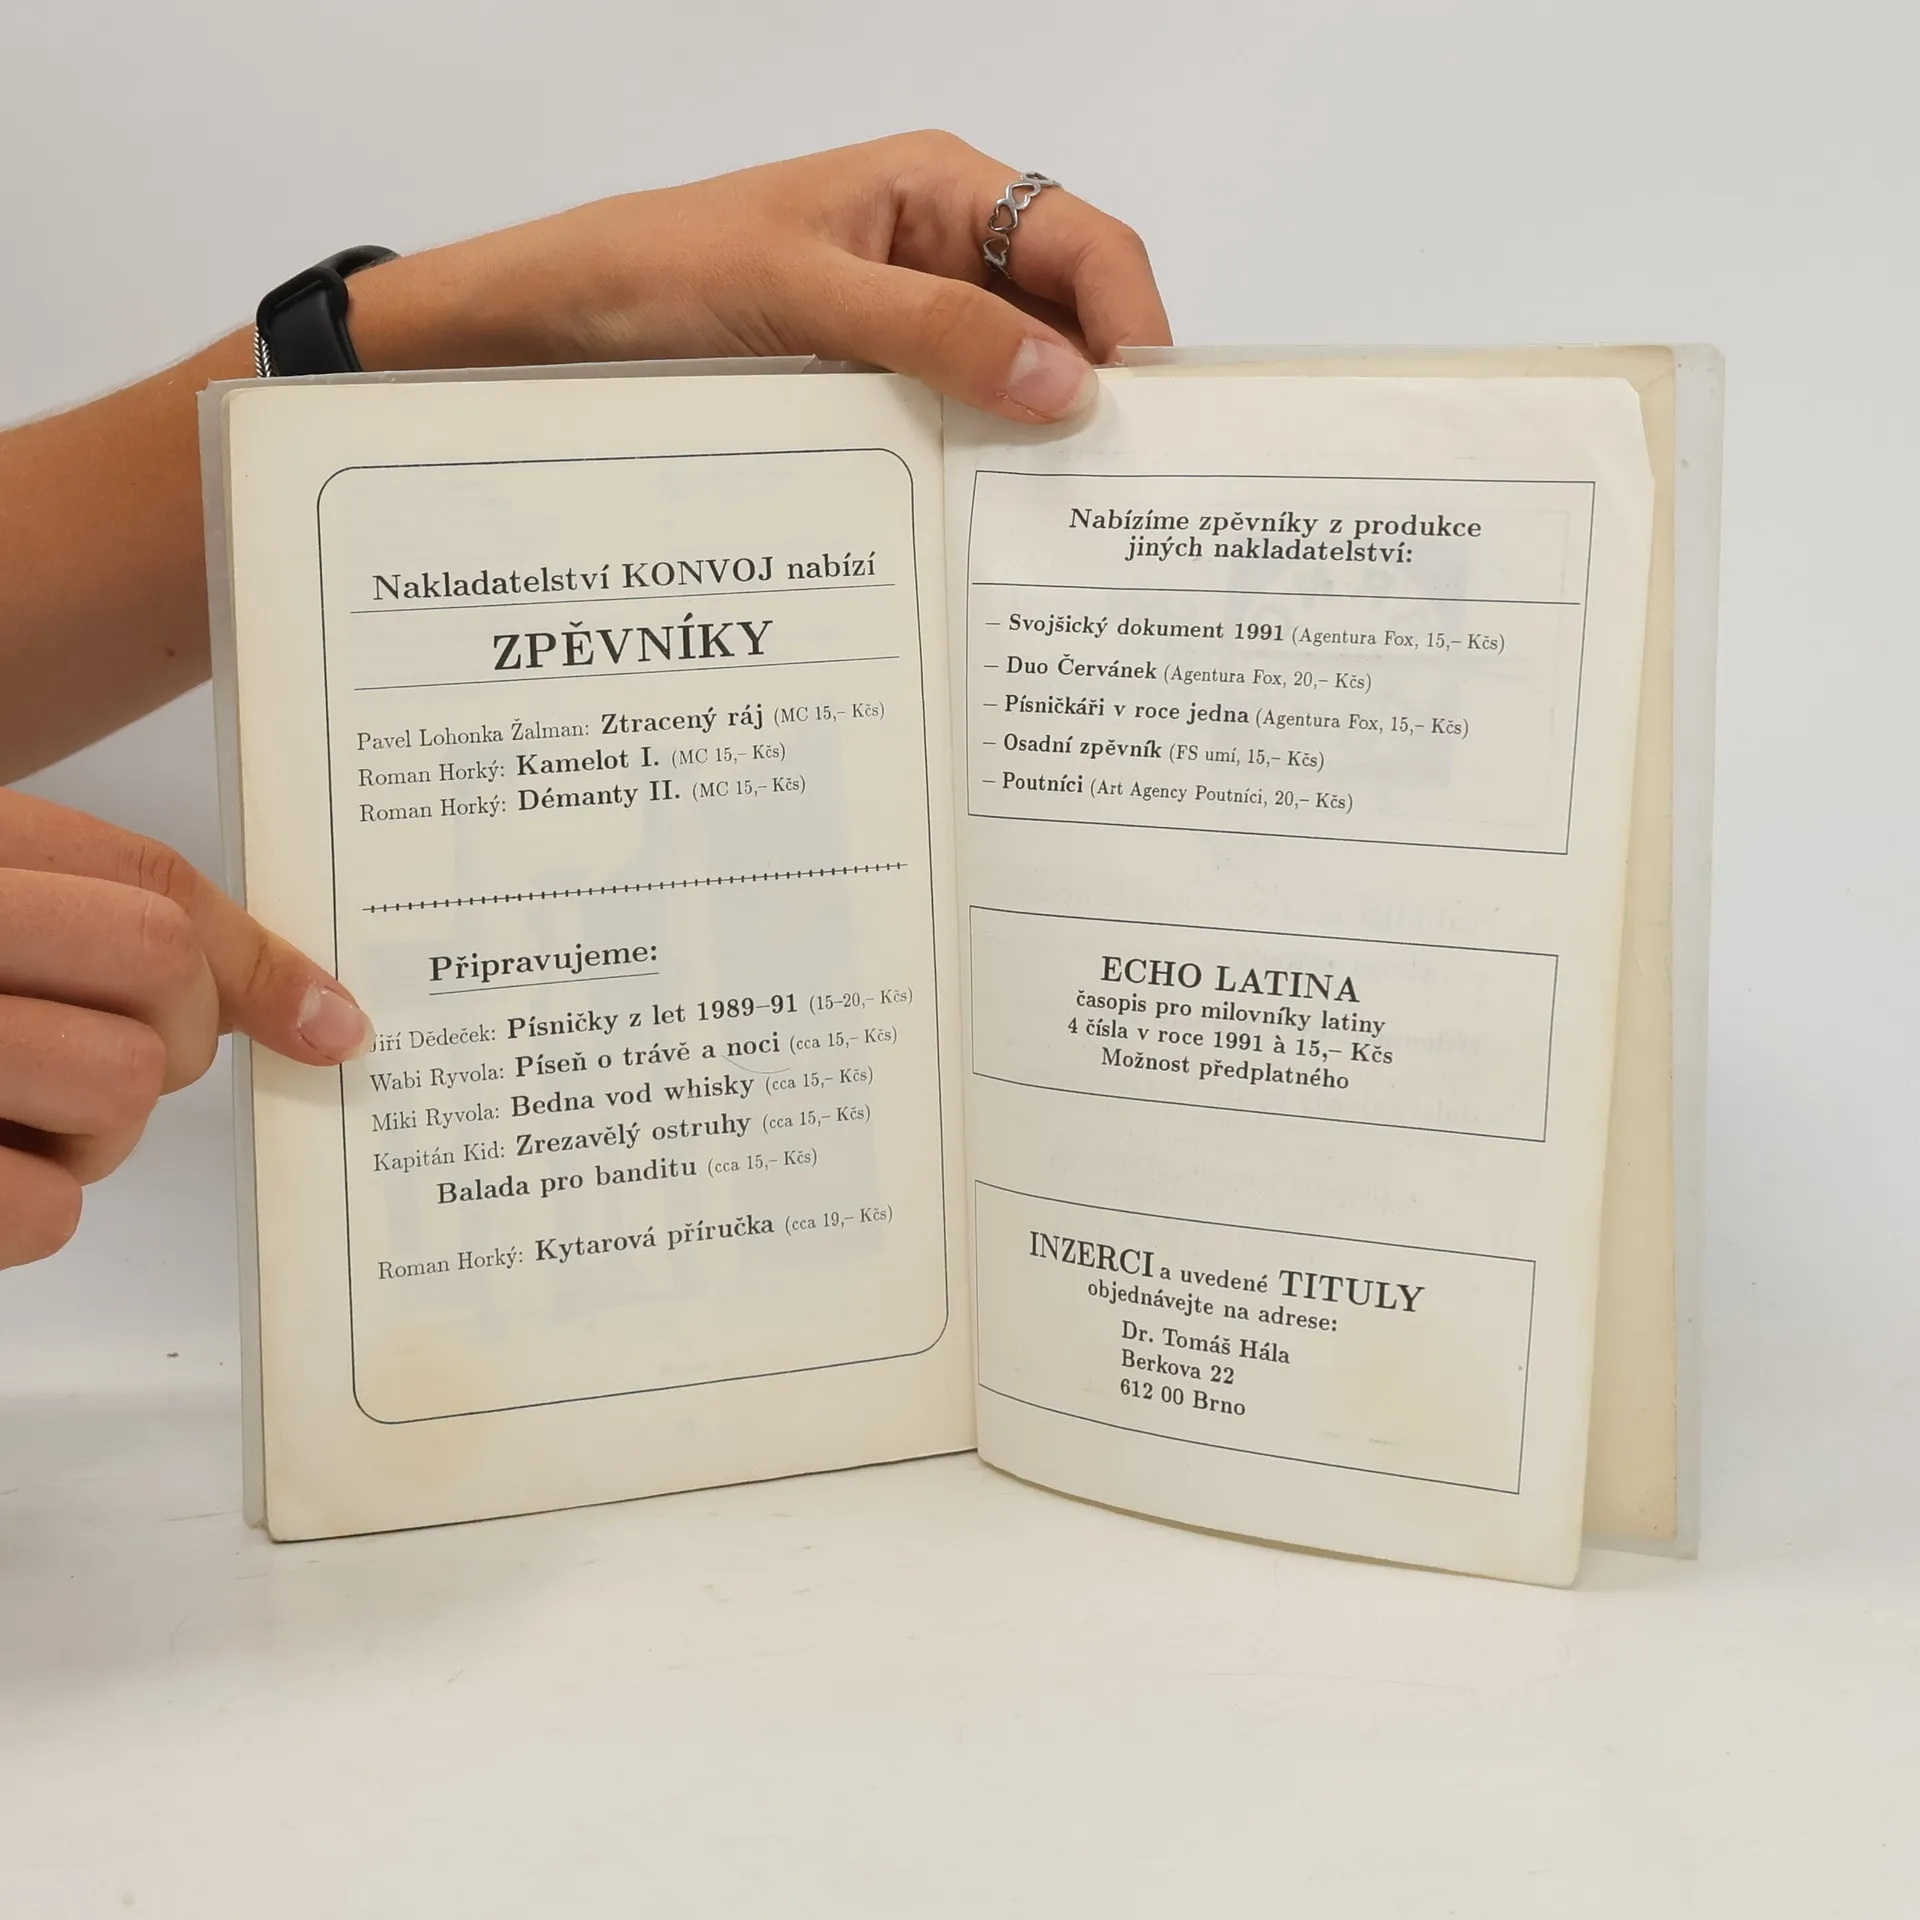 Nakladatelství KONVOJ nabízí
ZPĚVNÍKY
Pavel Lohonka Žalman: Ztracený ráj (MC 15,– Kčs)
Roman Horký: Kamelot I. (MC 15,– Kčs)
Roman Horký: Démanty II. (MC 15,– Kčs)
Připravujeme:
Jiří Dědeček: Písničky z let 1989–91 (15–20,– Kčs)
Wabi Ryvola: Píseň o trávě a noci (cca 15,– Kčs)
Miki Ryvola: Bedna vod whisky (cca 15,– Kčs)
Kapitán Kid: Zrezavělý ostruhy (cca 15,– Kčs)
Balada pro banditu (cca 15,– Kčs)
Roman Horký: Kytarová příručka (cca 19,– Kčs)
Nabízíme zpěvníky z produkce
jiných nakladatelství:
– Svojšický dokument 1991 (Agentura Fox, 15,– Kčs)
– Duo Červánek (Agentura Fox, 20,– Kčs)
– Písničkáři v roce jedna (Agentura Fox, 15,– Kčs)
– Osadní zpěvník (FS umí, 15,– Kčs)
– Poutníci (Art Agency Poutníci, 20,– Kčs)
ECHO LATINA
časopis pro milovníky latiny
4 čísla v roce 1991 à 15,– Kčs
Možnost předplatného
INZERCI a uvedené TITULY
objednávejte na adrese:
Dr. Tomáš Hála
Berkova 22
612 00 Brno